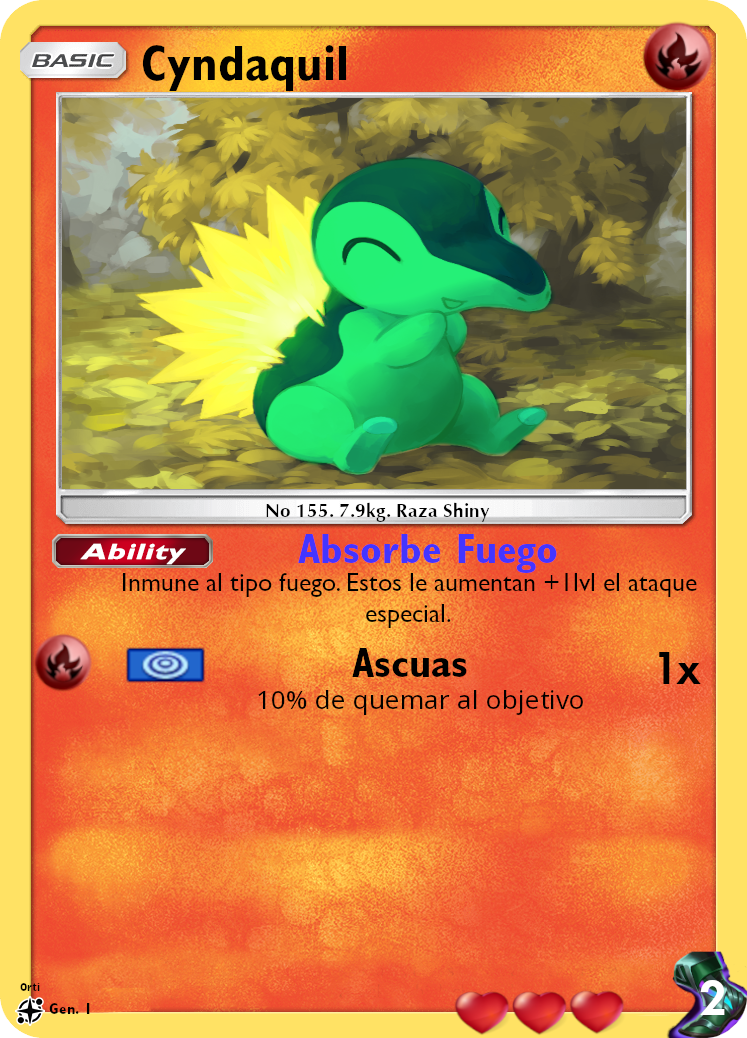 BASIC Cyndaquil
No 155. 7.9kg. Raza Shiny
Ability Absorbe Fuego
Inmune al tipo fuego. Estos le aumentan +1lvl el ataque
especial.
Ascuas 1x
10% de quemar al objetivo
Orti
Gen. I
2